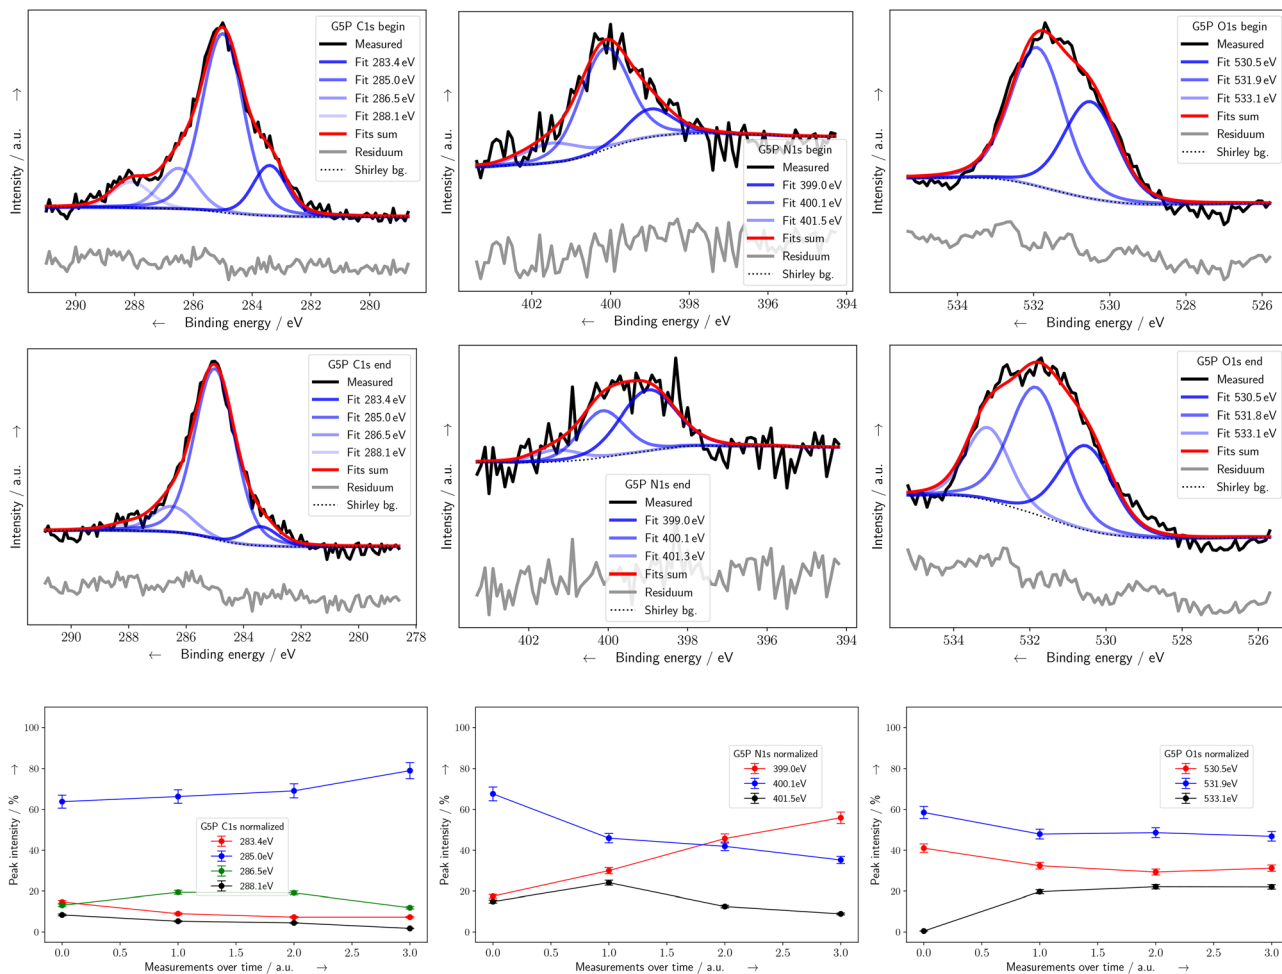 G5P C1s begin
Measured
Fit 283.4 eV
Fit 285.0 eV
Fit 286.5 eV
Fit 288.1 eV
Fits sum
Residuum
Shirley bg.
Intensity / a.u. →
290 288 286 284 282 280
← Binding energy / eV
G5P N1s begin
Measured
Fit 399.0 eV
Fit 400.1 eV
Fit 401.5 eV
Fits sum
Residuum
Shirley bg.
Intensity / a.u. →
402 400 398 396 394
← Binding energy / eV
G5P O1s begin
Measured
Fit 530.5 eV
Fit 531.9 eV
Fit 533.1 eV
Fits sum
Residuum
Shirley bg.
Intensity / a.u. →
534 532 530 528 526
← Binding energy / eV
G5P C1s end
Measured
Fit 283.4 eV
Fit 285.0 eV
Fit 286.5 eV
Fit 288.1 eV
Fits sum
Residuum
Shirley bg.
Intensity / a.u. →
290 288 286 284 282 280 278
← Binding energy / eV
G5P N1s end
Measured
Fit 399.0 eV
Fit 400.1 eV
Fit 401.3 eV
Fits sum
Residuum
Shirley bg.
Intensity / a.u. →
402 400 398 396 394
← Binding energy / eV
G5P O1s end
Measured
Fit 530.5 eV
Fit 531.8 eV
Fit 533.1 eV
Fits sum
Residuum
Shirley bg.
Intensity / a.u. →
534 532 530 528 526
← Binding energy / eV
Peak intensity / % →
100
80
60
40
20
0
G5P C1s normalized
283.4eV
285.0eV
286.5eV
288.1eV
0.0 0.5 1.0 1.5 2.0 2.5 3.0
Measurements over time / a.u. →
Peak intensity / % →
100
80
60
40
20
0
G5P N1s normalized
399.0eV
400.1eV
401.5eV
0.0 0.5 1.0 1.5 2.0 2.5 3.0
Measurements over time / a.u. →
Peak intensity / % →
100
80
60
40
20
0
G5P O1s normalized
530.5eV
531.9eV
533.1eV
0.0 0.5 1.0 1.5 2.0 2.5 3.0
Measurements over time / a.u. →